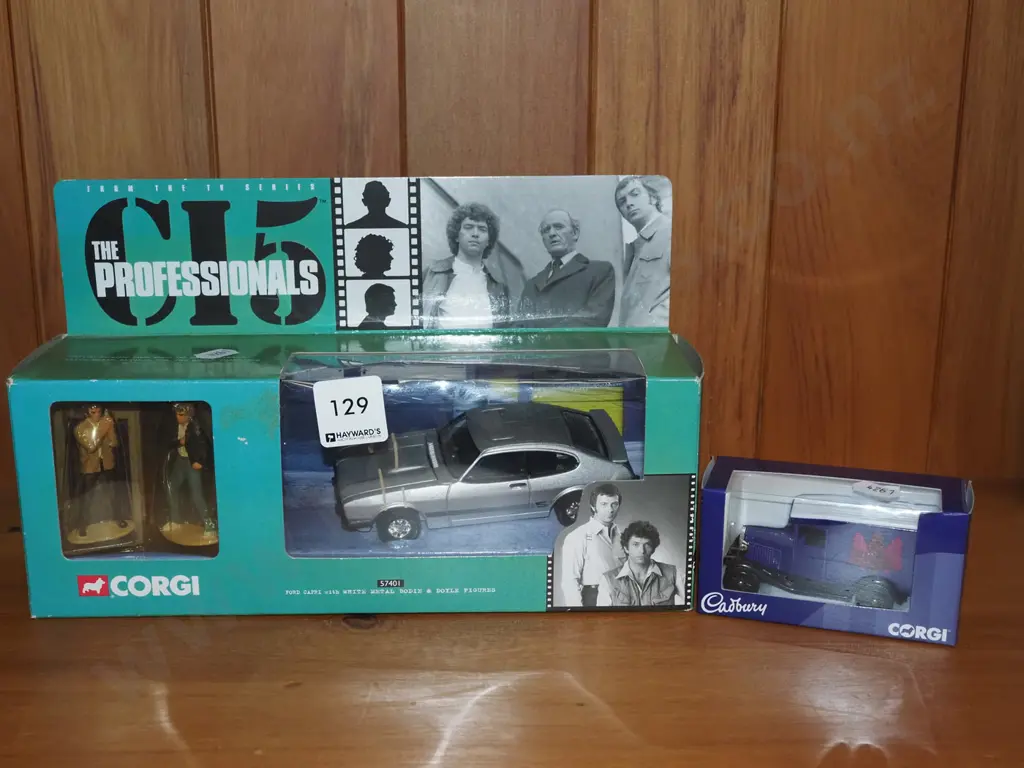 FROM THE TV SERIES
CI5
THE
PROFESSIONALS
129
HAYWARD'S
CORGI
57401
FORD CAPRI with WHITE METAL BODIE & DOYLE FIGURES
Cadbury
CORGI